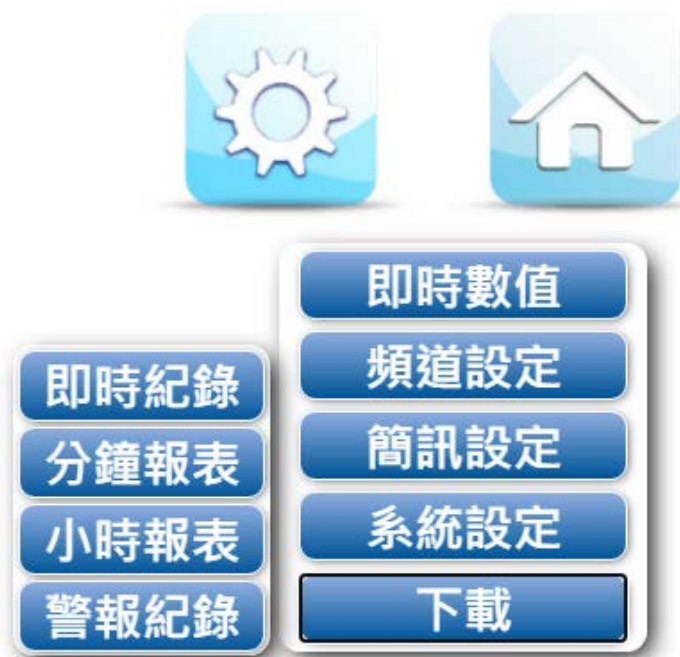 即時數值
頻道設定
簡訊設定
系統設定
下載
即時紀錄
分鐘報表
小時報表
警報紀錄